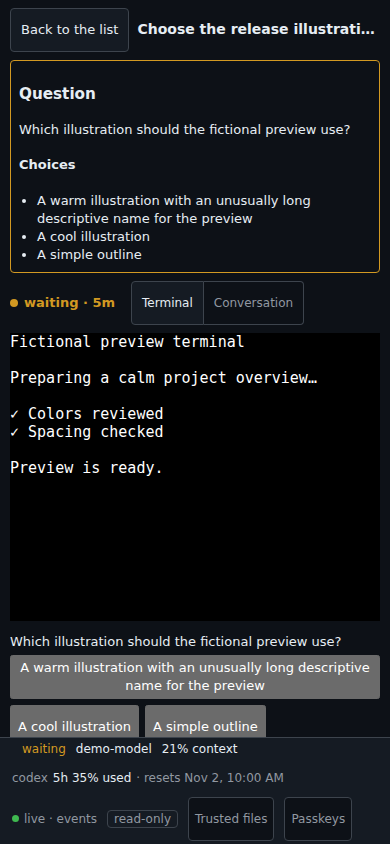 Back to the list
Choose the release illustrati…
Question
Which illustration should the fictional preview use?
Choices
• A warm illustration with an unusually long
descriptive name for the preview
• A cool illustration
• A simple outline
waiting · 5m
Terminal
Conversation
Fictional preview terminal
Preparing a calm project overview…
✓ Colors reviewed
✓ Spacing checked
Preview is ready.
Which illustration should the fictional preview use?
A warm illustration with an unusually long descriptive
name for the preview
A cool illustration
A simple outline
waiting demo-model 21% context
codex 5h 35% used · resets Nov 2, 10:00 AM
live · events
read-only
Trusted files
Passkeys